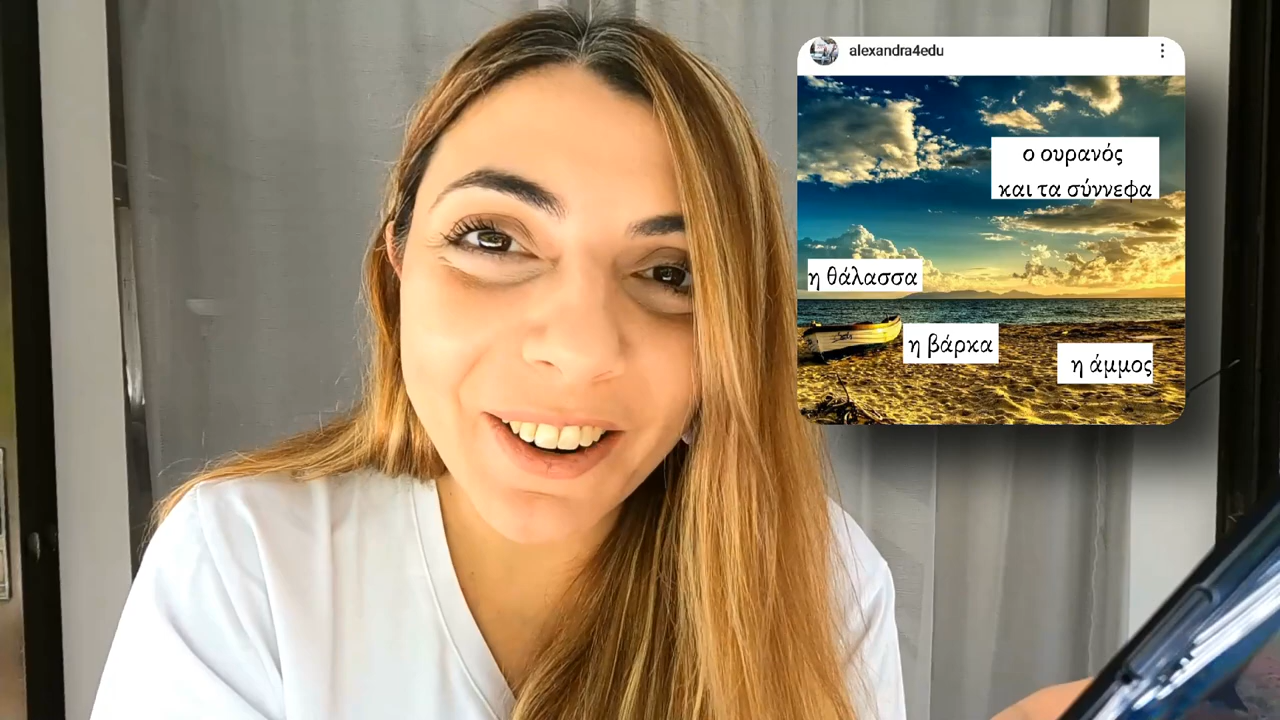 alexandra4edu
ο ουρανός
και τα σύννεφα
η θάλασσα
η βάρκα
η άμμος